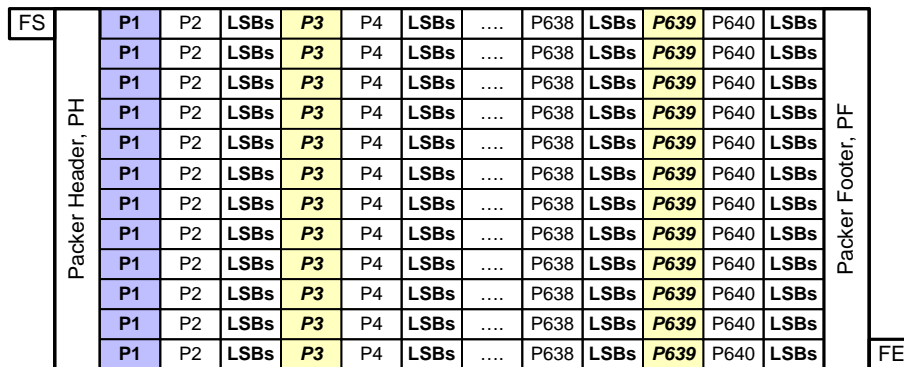 FS P1 P2 LSBs P3 P4 LSBs .... P638 LSBs P639 P640 LSBs
P1 P2 LSBs P3 P4 LSBs .... P638 LSBs P639 P640 LSBs
P1 P2 LSBs P3 P4 LSBs .... P638 LSBs P639 P640 LSBs
P1 P2 LSBs P3 P4 LSBs .... P638 LSBs P639 P640 LSBs
P1 P2 LSBs P3 P4 LSBs .... P638 LSBs P639 P640 LSBs
P1 P2 LSBs P3 P4 LSBs .... P638 LSBs P639 P640 LSBs
P1 P2 LSBs P3 P4 LSBs .... P638 LSBs P639 P640 LSBs
P1 P2 LSBs P3 P4 LSBs .... P638 LSBs P639 P640 LSBs
P1 P2 LSBs P3 P4 LSBs .... P638 LSBs P639 P640 LSBs
P1 P2 LSBs P3 P4 LSBs .... P638 LSBs P639 P640 LSBs
P1 P2 LSBs P3 P4 LSBs .... P638 LSBs P639 P640 LSBs
P1 P2 LSBs P3 P4 LSBs .... P638 LSBs P639 P640 LSBs FE
Packer Header, PH
Packer Footer, PF